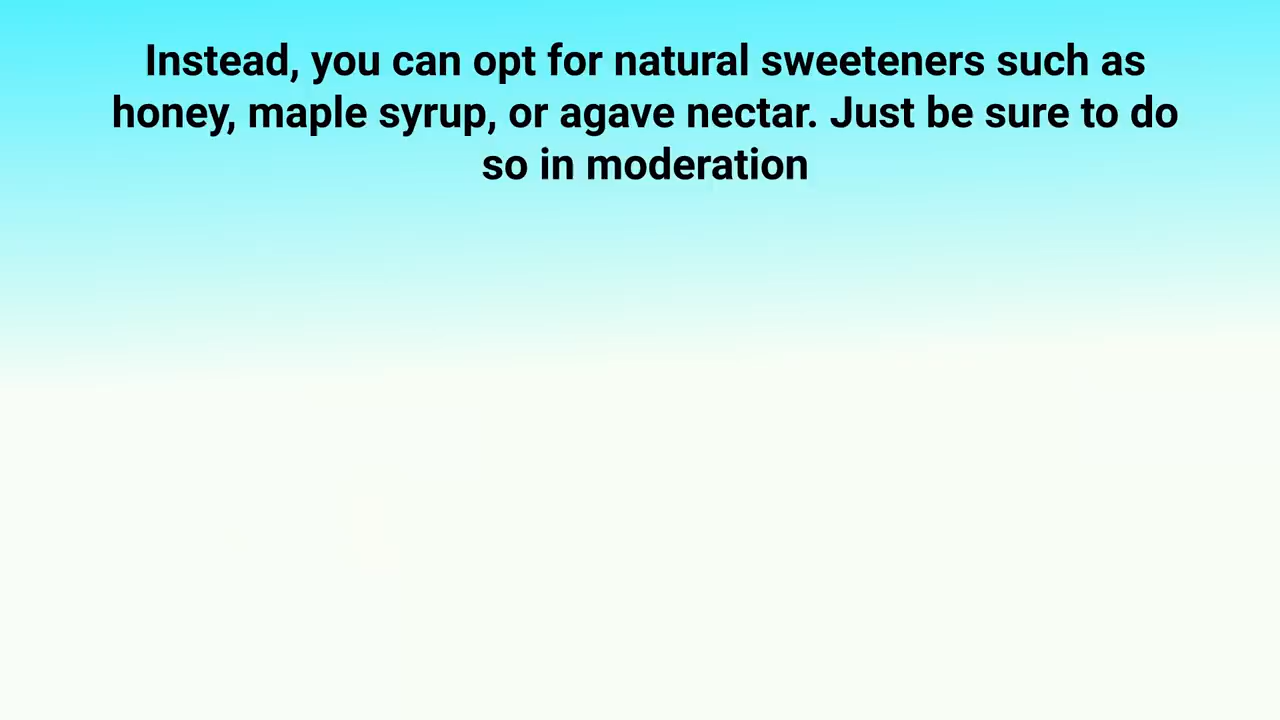 Instead, you can opt for natural sweeteners such as
honey, maple syrup, or agave nectar. Just be sure to do
so in moderation